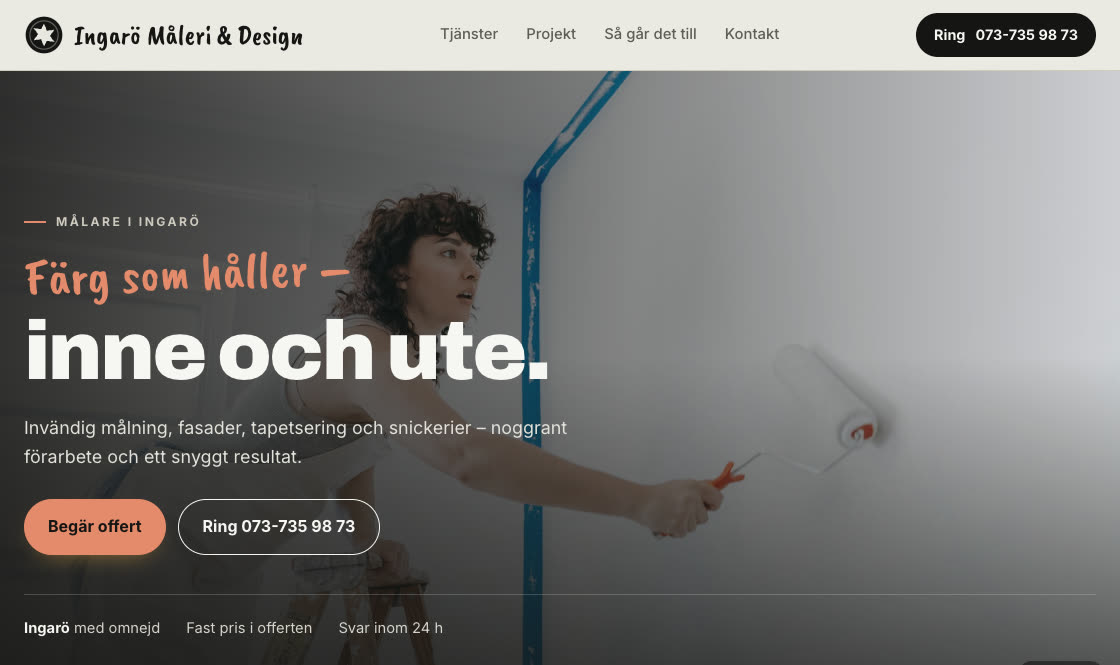 Ingarö Måleri & Design
Tjänster
Projekt
Så går det till
Kontakt
Ring 073-735 98 73
MÅLARE I INGARÖ
Färg som håller –
inne och ute.
Invändig målning, fasader, tapetsering och snickerier – noggrant
förarbete och ett snyggt resultat.
Begär offert
Ring 073-735 98 73
Ingarö med omnejd
Fast pris i offerten
Svar inom 24 h